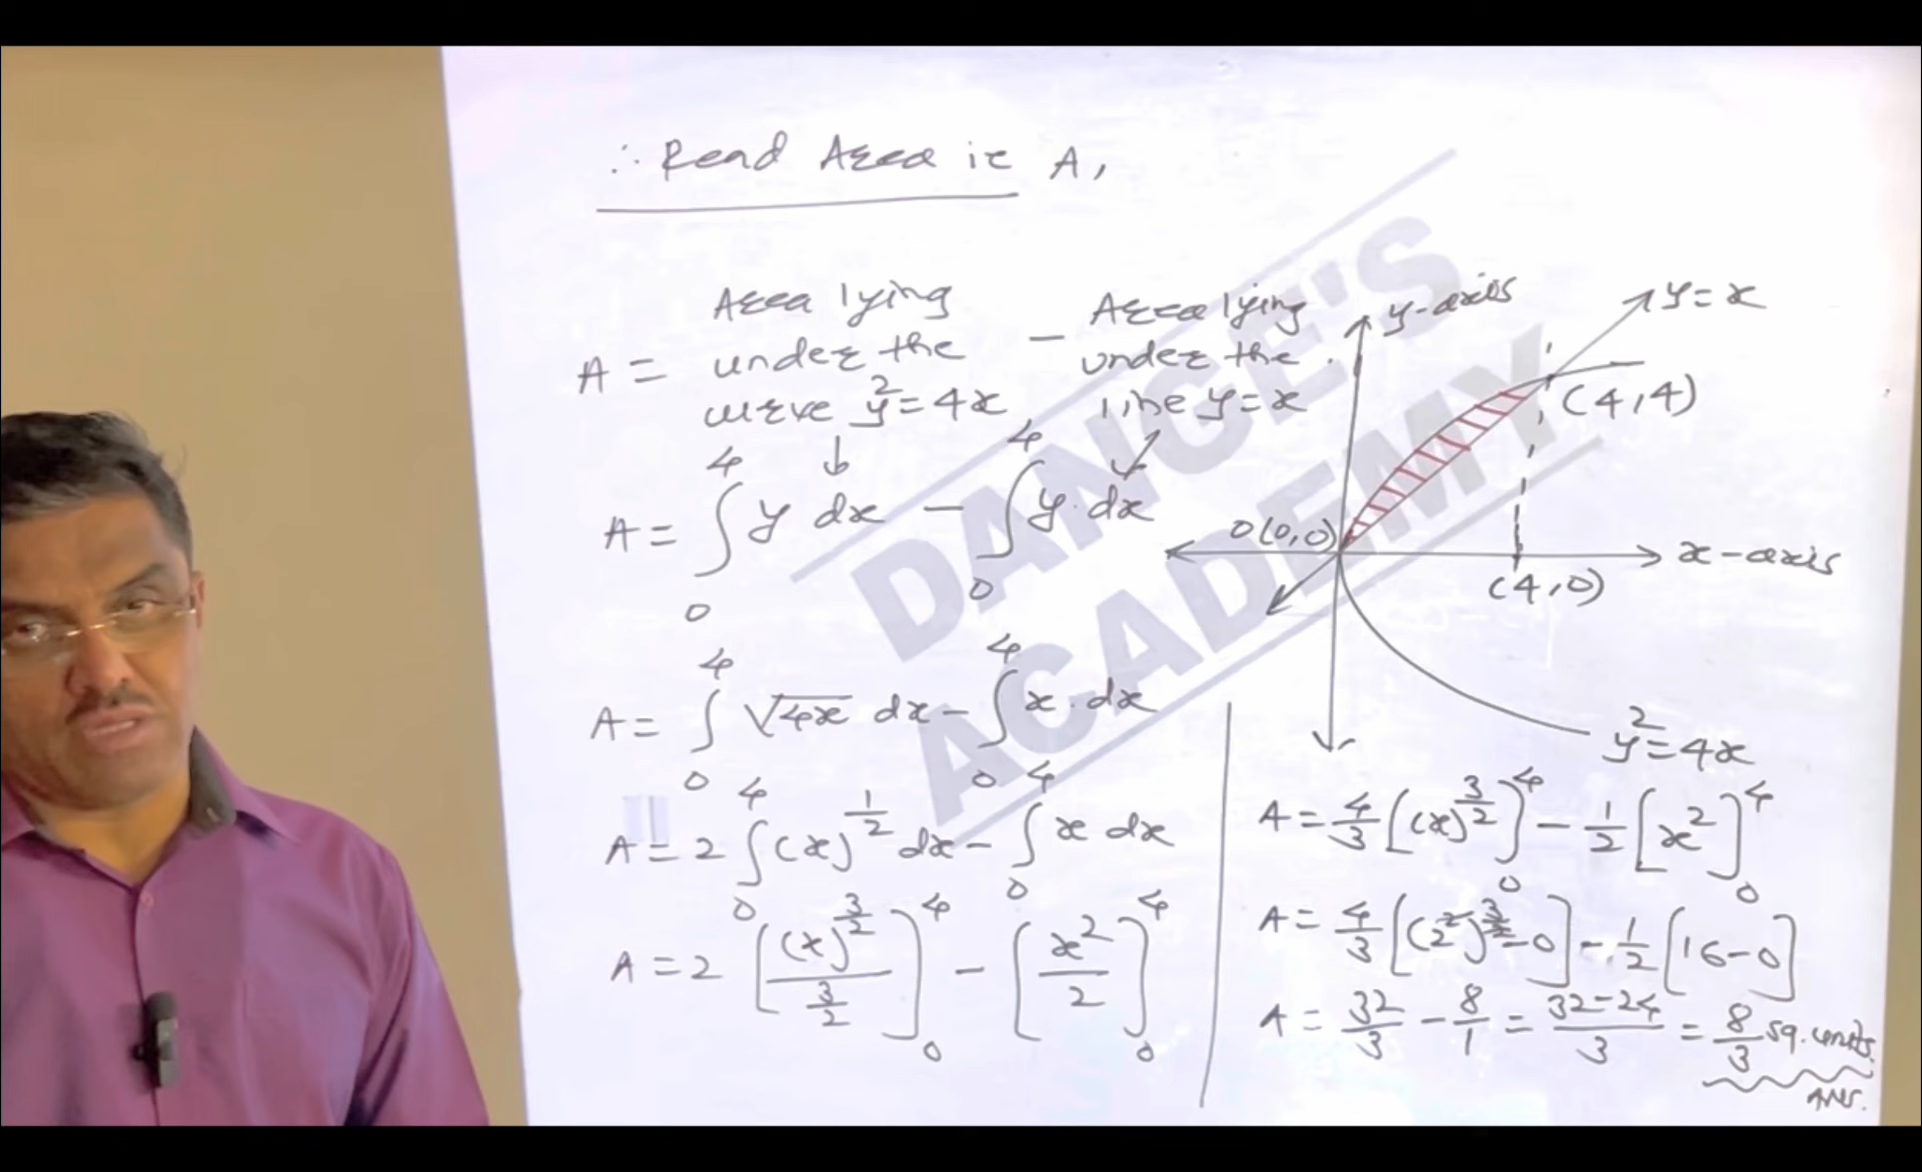 ∴ Read Area is A,
A = Area lying under the curve y² = 4x - Area lying under the line y = x
A = ∫₀⁴ y dx - ∫₀⁴ y·dx
A = ∫₀⁴ √4x dx - ∫₀⁴ x·dx
A = 2 ∫₀⁴ (x)^(1/2) dx - ∫₀⁴ x dx
A = 2 [(x)^(3/2) / (3/2)]₀⁴ - [x²/2]₀⁴
y-axis
y = x
(4,4)
0(0,0)
x-axis
(4,0)
y² = 4x
A = 4/3 [(x)^(3/2)]₀⁴ - 1/2 [x²]₀⁴
A = 4/3 [(2²)^(3/2) - 0] - 1/2 [16 - 0]
A = 32/3 - 8/1 = (32 - 24)/3 = 8/3 sq. units.
Ans.
DANGE'S
ACADEMY